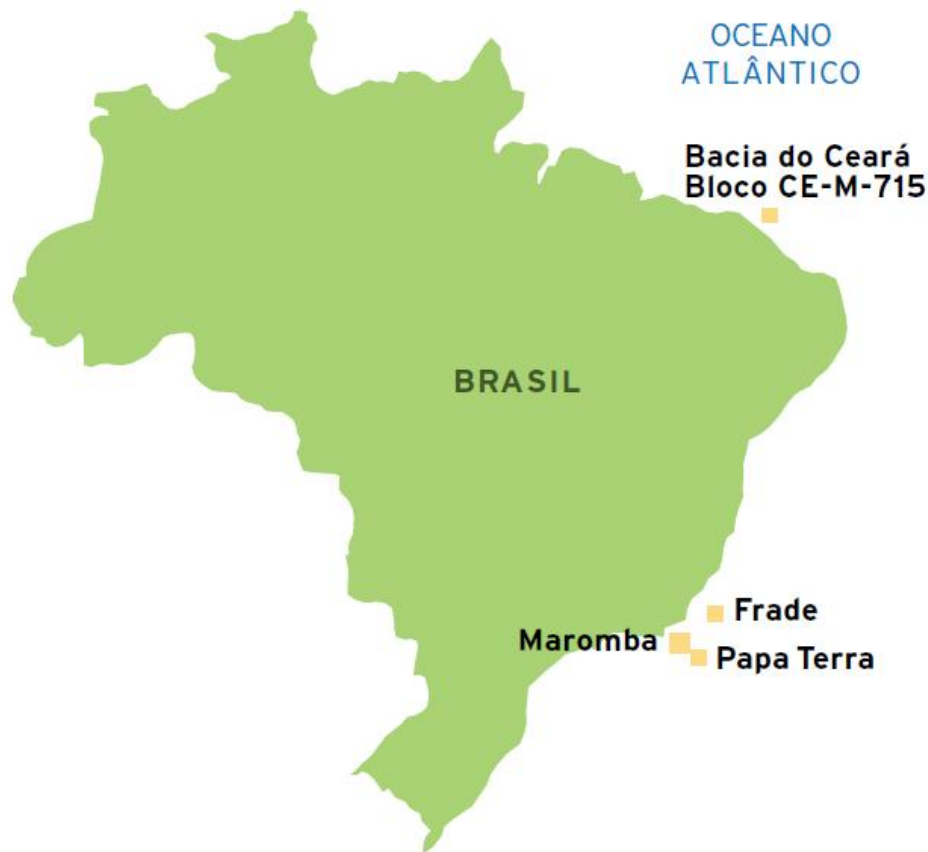 OCEANO
ATLÂNTICO
Bacia do Ceará
Bloco CE-M-715
BRASIL
Frade
Maromba
Papa Terra